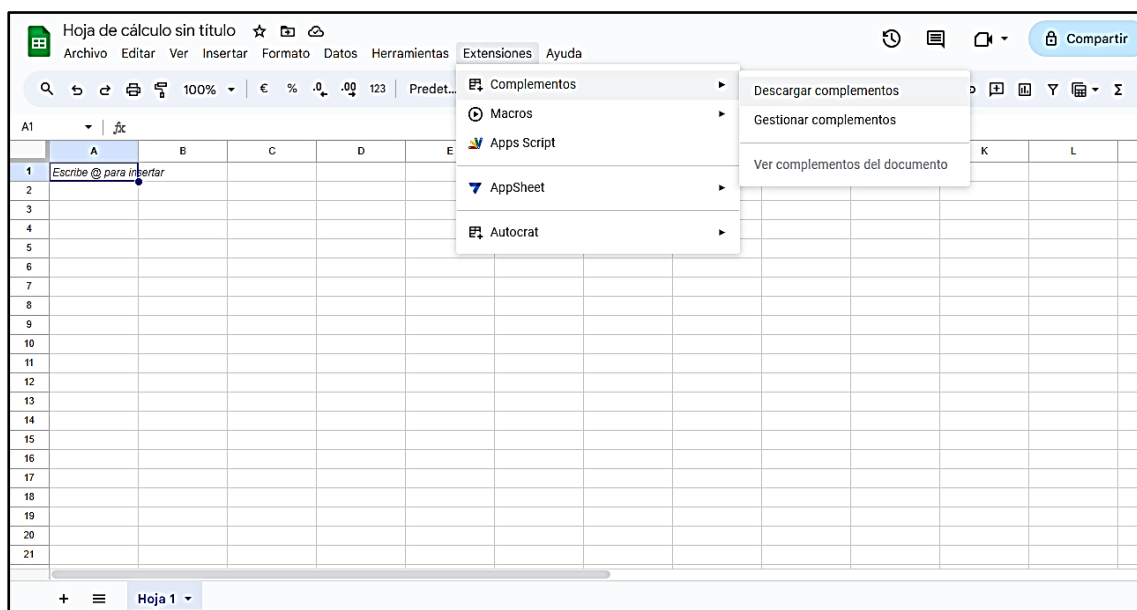 Hoja de cálculo sin título
Archivo Editar Ver Insertar Formato Datos Herramientas Extensiones Ayuda
Compartir
100% € % .0 .00 123 Predet...
Complementos
Macros
Apps Script
AppSheet
Autocrat
Descargar complementos
Gestionar complementos
Ver complementos del documento
A1 fx
A B C D E K L
1 Escribe @ para insertar
2
3
4
5
6
7
8
9
10
11
12
13
14
15
16
17
18
19
20
21
Hoja 1